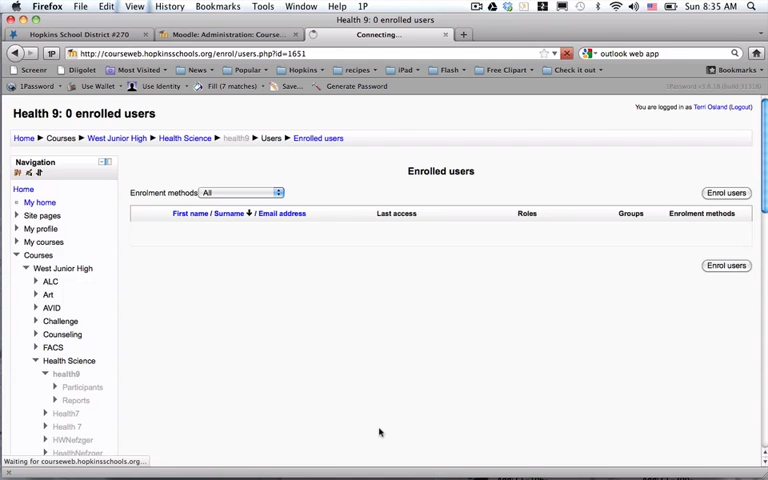 Firefox File Edit View History Bookmarks Tools Window Help 1P Sun 8:35 AM
Health 9: 0 enrolled users
Hopkins School District #270 Moodle: Administration: Course... Connecting...
1P http://courseweb.hopkinsschools.org/enrol/users.php?id=1651 outlook web app
Screenr Diigolet Most Visited News Popular Hopkins recipes iPad Flash Free Clipart Check it out Bookmarks
1Password Use Wallet Use Identity Fill (7 matches) Save... Generate Password
Health 9: 0 enrolled users
You are logged in as Terri Osland (Logout)
Home ► Courses ► West Junior High ► Health Science ► health9 ► Users ► Enrolled users
Navigation
Home
My home
Site pages
My profile
My courses
Courses
West Junior High
ALC
Art
AVID
Challenge
Counseling
FACS
Health Science
health9
Participants
Reports
Health7
Health 7
HWNefzger
HealthNefzger
Enrolled users
Enrolment methods All Enrol users
First name / Surname / Email address Last access Roles Groups Enrolment methods
Enrol users
Waiting for courseweb.hopkinsschools.org...